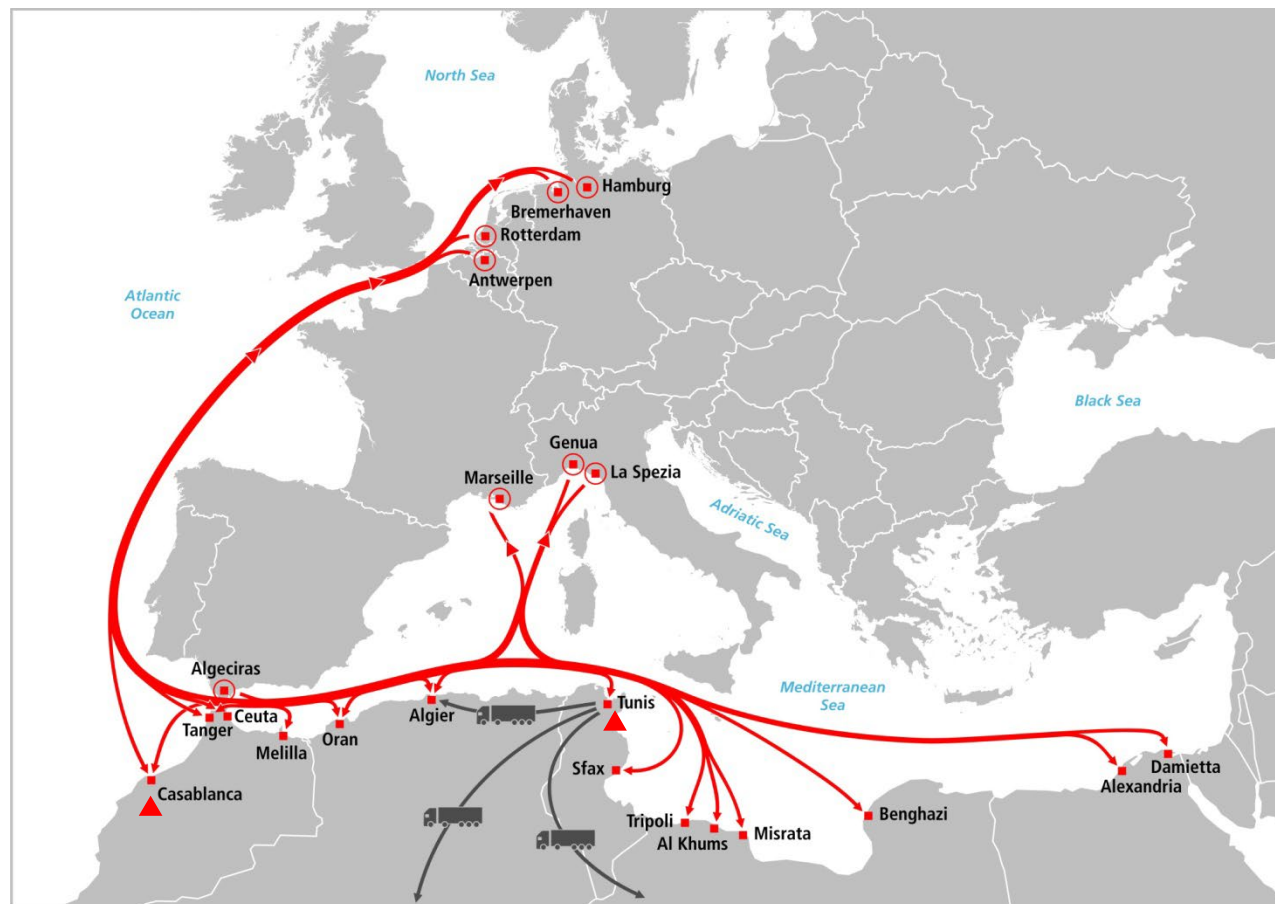 North Sea
Hamburg
Bremerhaven
Rotterdam
Antwerpen
Atlantic
Ocean
Black Sea
Genua
La Spezia
Marseille
Adriatic Sea
Algeciras
Mediterranean
Sea
Tunis
Ceuta
Tanger
Algier
Oran
Melilla
Damietta
Sfax
Alexandria
Casablanca
Benghazi
Tripoli
Misrata
Al Khums